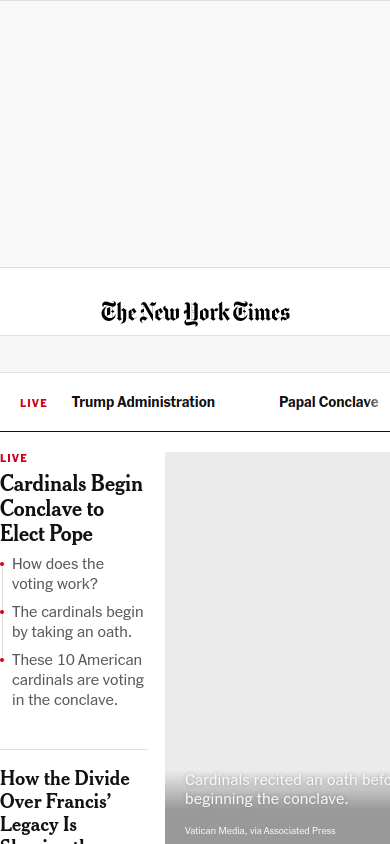 The New York Times
LIVE
Trump Administration
Papal Conclave
LIVE
Cardinals Begin
Conclave to
Elect Pope
How does the
voting work?
The cardinals begin
by taking an oath.
These 10 American
cardinals are voting
in the conclave.
How the Divide
Over Francis’
Legacy Is
Cardinals recited an oath
beginning the conclave.
Vatican Media, via Associated Press